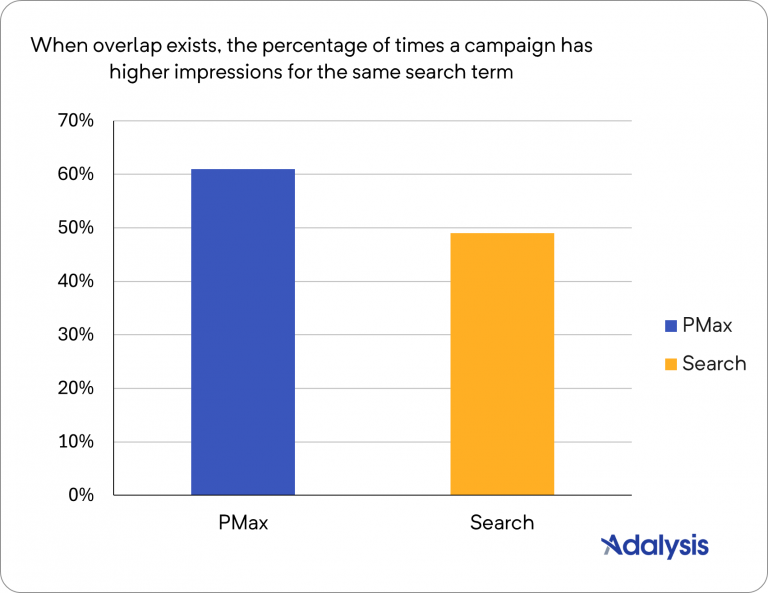 When overlap exists, the percentage of times a campaign has
higher impressions for the same search term
70%
60%
50%
40%
30%
20%
10%
0%
PMax
Search
PMax
Search
Adalysis